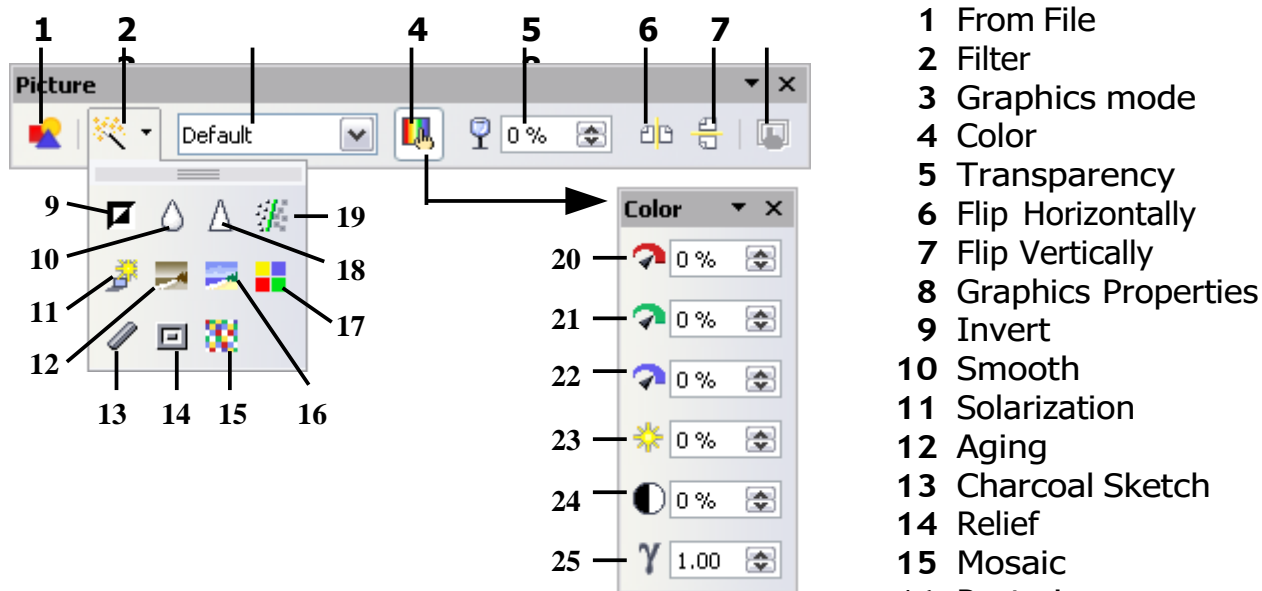 1 2 4 5 6 7
Picture
Default
0 %
9
19
10
18
11
17
12
13 14 15 16
Color
20 0 %
21 0 %
22 0 %
23 0 %
24 0 %
25 γ 1.00
1 From File
2 Filter
3 Graphics mode
4 Color
5 Transparency
6 Flip Horizontally
7 Flip Vertically
8 Graphics Properties
9 Invert
10 Smooth
11 Solarization
12 Aging
13 Charcoal Sketch
14 Relief
15 Mosaic